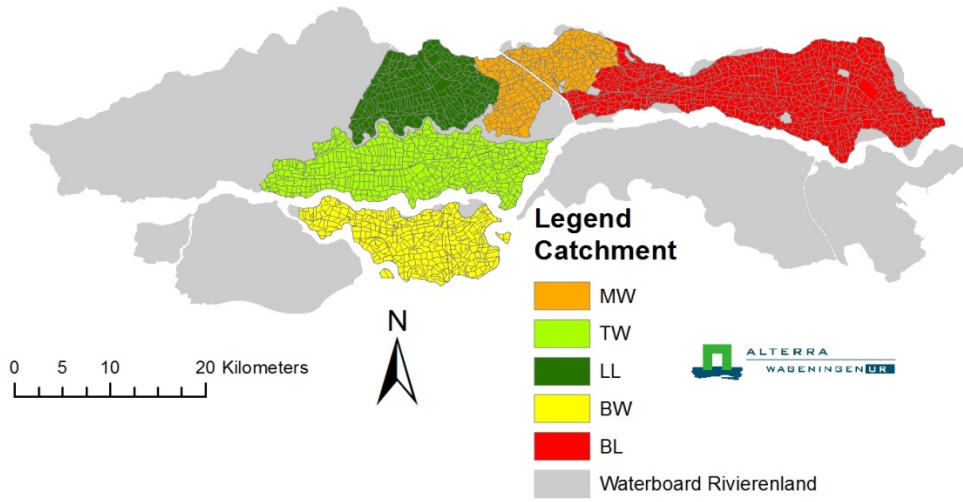 Legend
Catchment
MW
TW
LL
BW
BL
Waterboard Rivierenland
N
0 5 10 20 Kilometers
ALTERRA
WAGENINGEN UR